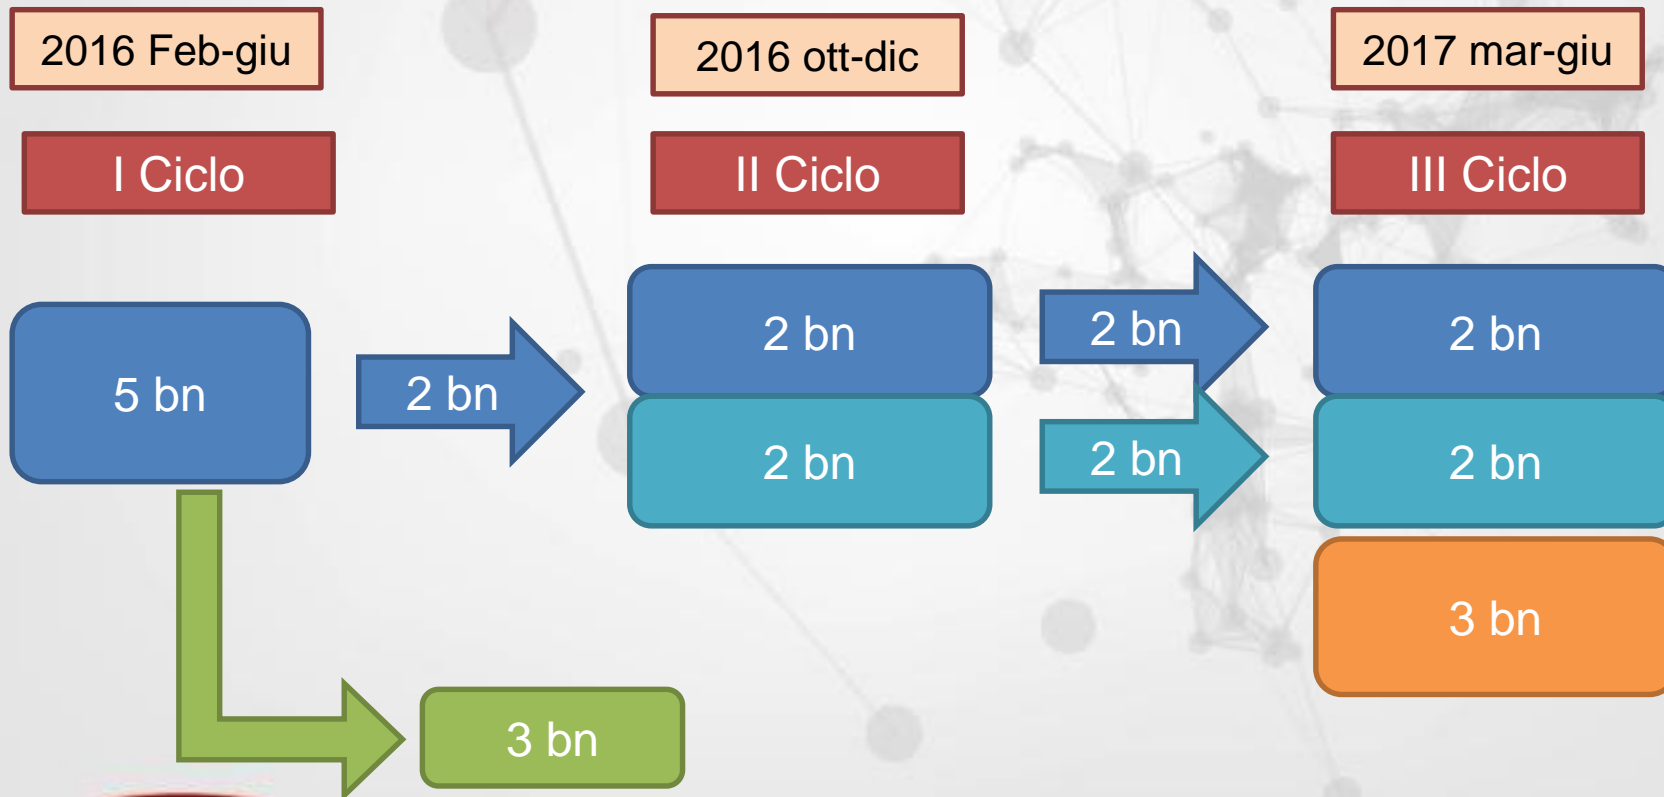 2016 Feb-giu
2016 ott-dic
2017 mar-giu
I Ciclo
II Ciclo
III Ciclo
5 bn
2 bn
2 bn
2 bn
2 bn
2 bn
2 bn
2 bn
3 bn
3 bn